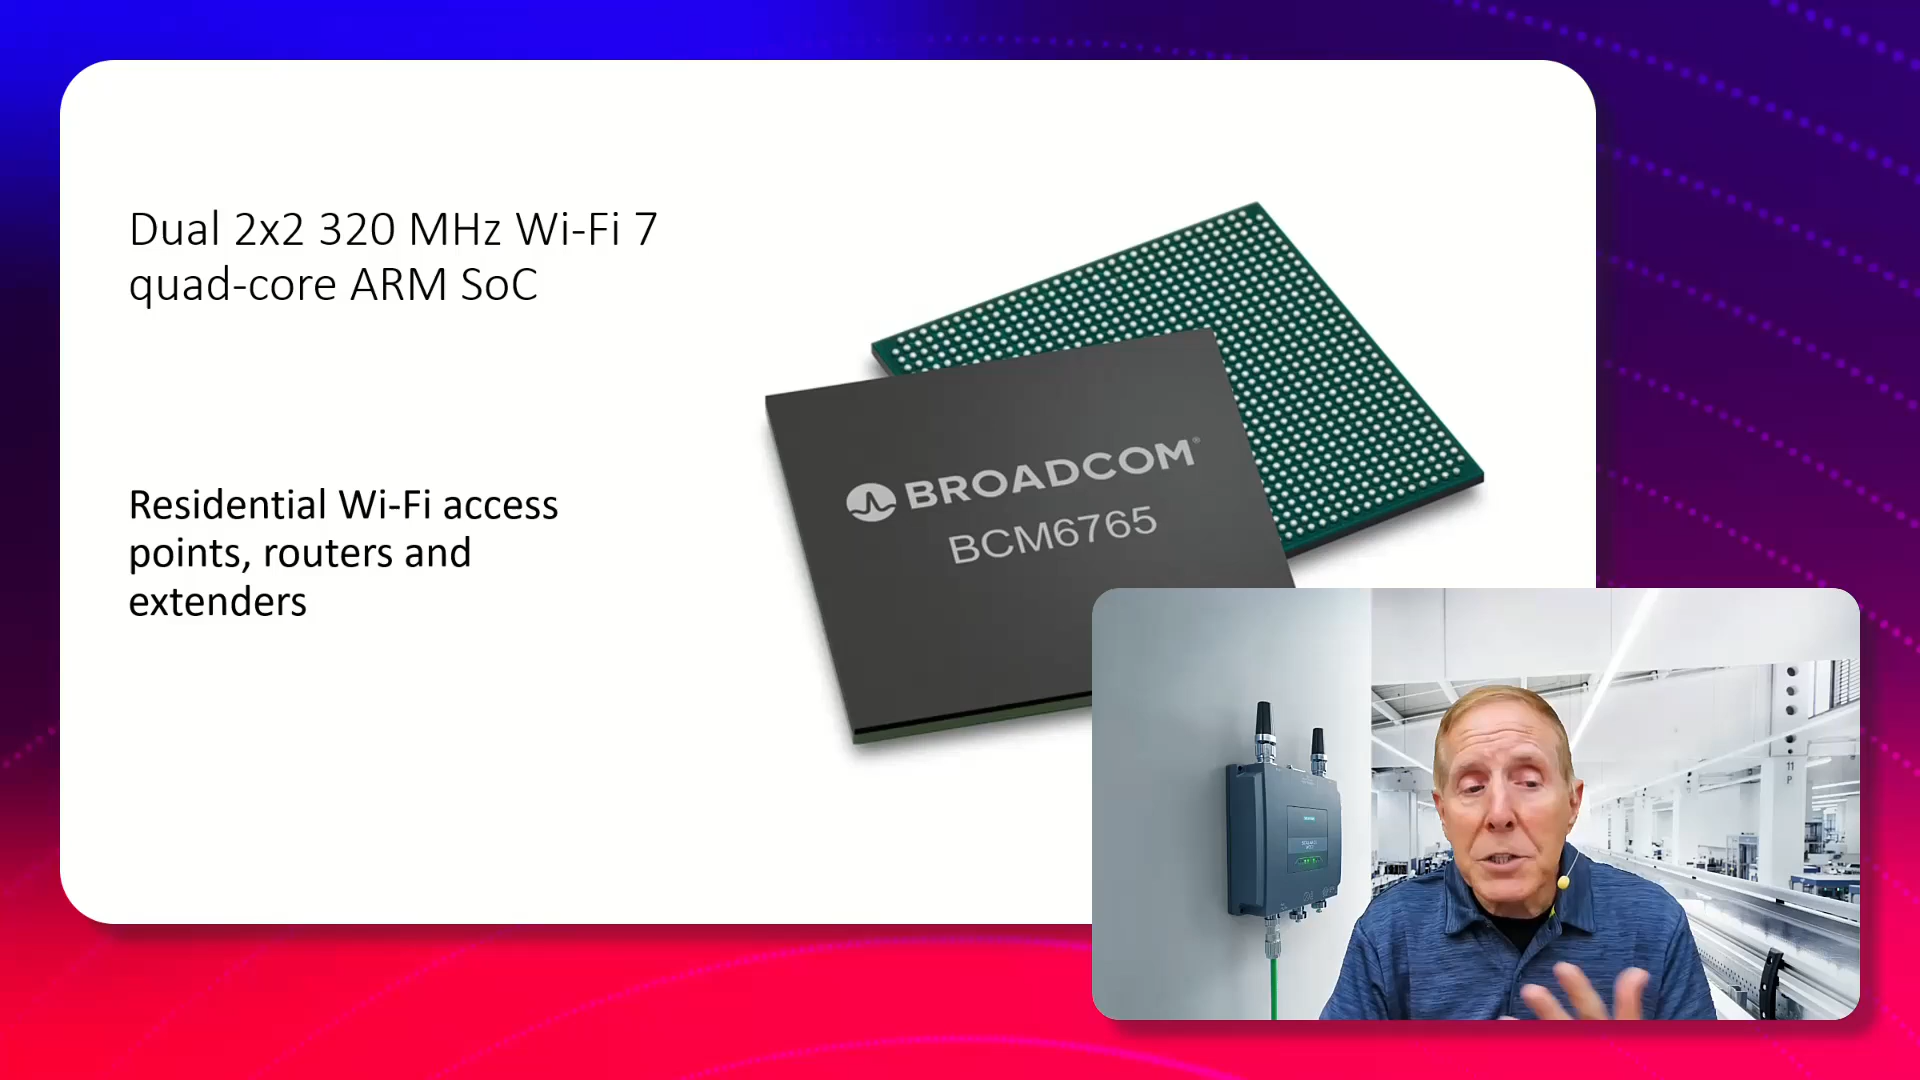 Dual 2x2 320 MHz Wi-Fi 7
quad-core ARM SoC
Residential Wi-Fi access
points, routers and
extenders
BROADCOM®
BCM6765
11
P